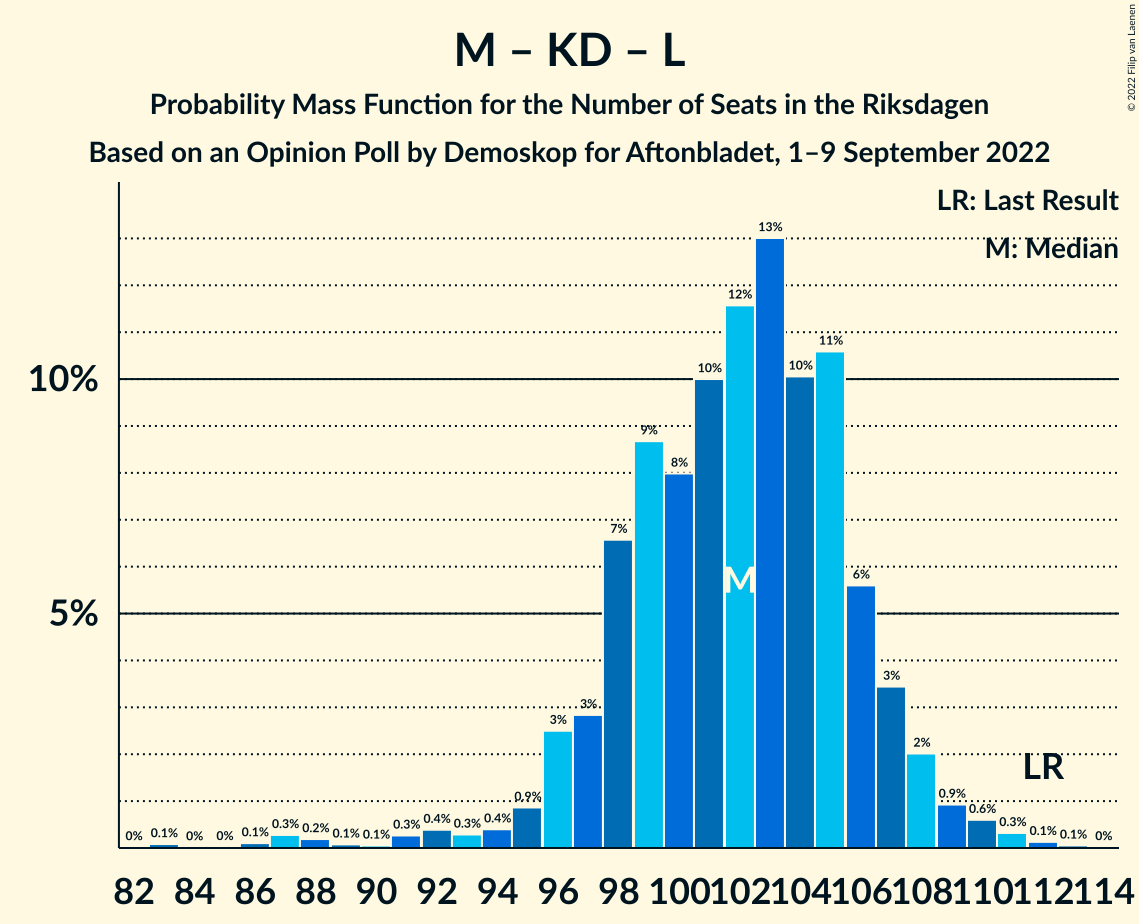 M – KD – L
Probability Mass Function for the Number of Seats in the Riksdagen
Based on an Opinion Poll by Demoskop for Aftonbladet, 1–9 September 2022
© 2022 Filip van Laenen
LR: Last Result
M: Median
10%
5%
0% 0.1% 0% 0% 0.1% 0.3% 0.2% 0.1% 0.1% 0.3% 0.4% 0.3% 0.4% 0.9% 3% 3% 7% 9% 8% 10% 12% 13% 10% 11% 6% 3% 2% 0.9% 0.6% 0.3% 0.1% 0.1% 0%
M
LR
82 84 86 88 90 92 94 96 98 100 102 104 106 108 110 112 114